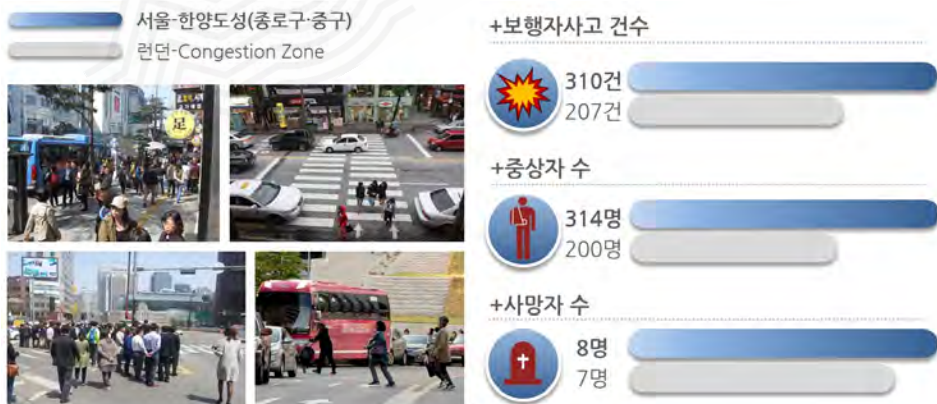 서울-한양도성(종로구·중구)
런던-Congestion Zone
足
+보행자사고 건수
310건
207건
+중상자 수
314명
200명
+사망자 수
8명
7명